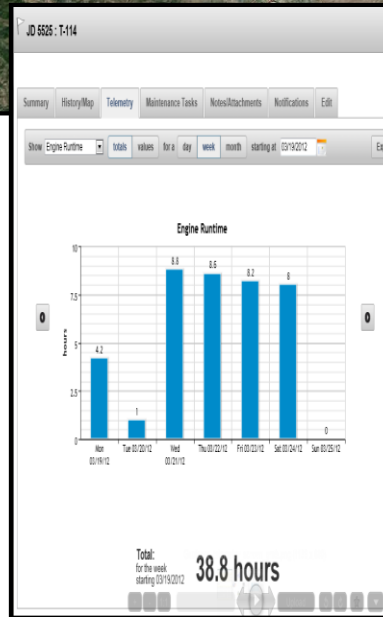 JD 5525 : T-114
Summary History/Map Telemetry Maintenance Tasks Notes/Attachments Notifications Edit
Show Engine Runtime totals values for a day week month starting at 03/19/2012
Engine Runtime
10
7.5
5
2.5
0
hours
4.2
1
8.8
8.6
8.2
8
0
Mon 03/19/12
Tue 03/20/12
Wed 03/21/12
Thu 03/22/12
Fri 03/23/12
Sat 03/24/12
Sun 03/25/12
Total:
for the week
starting 03/19/2012
38.8 hours